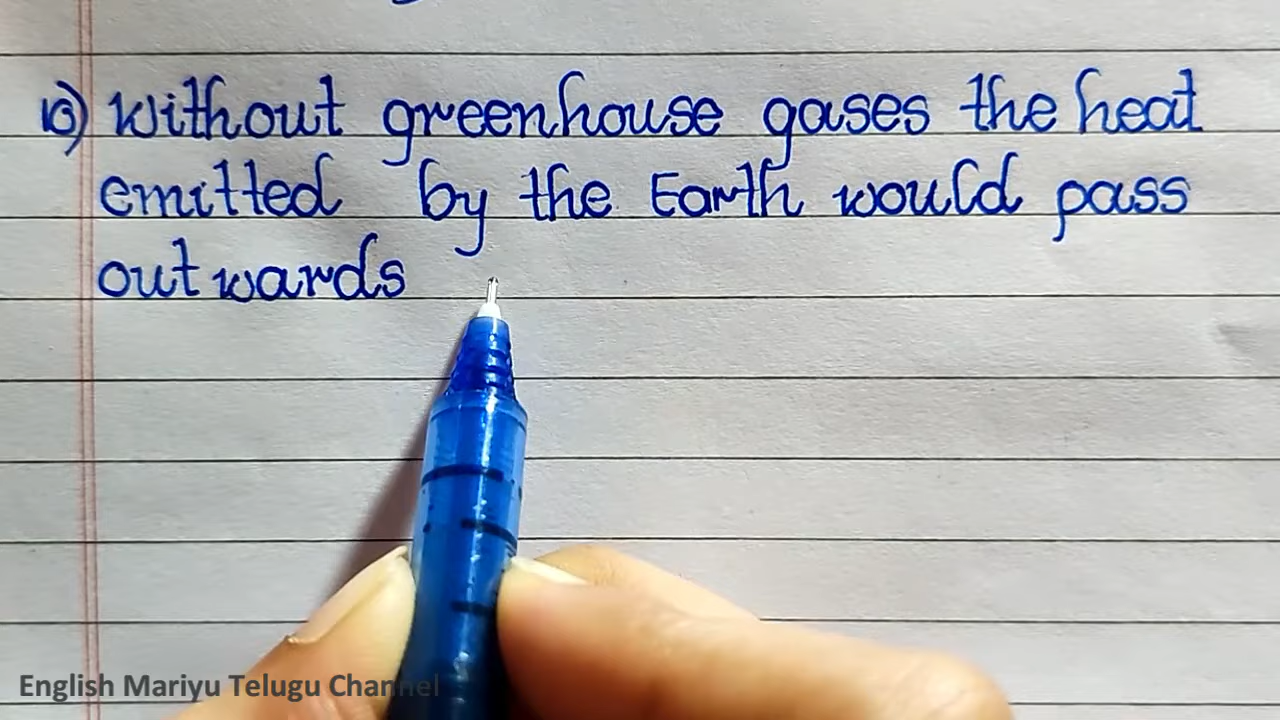 10) without greenhouse gases the heat
emitted by the Earth would pass
outwards
English Mariyu Telugu Channel